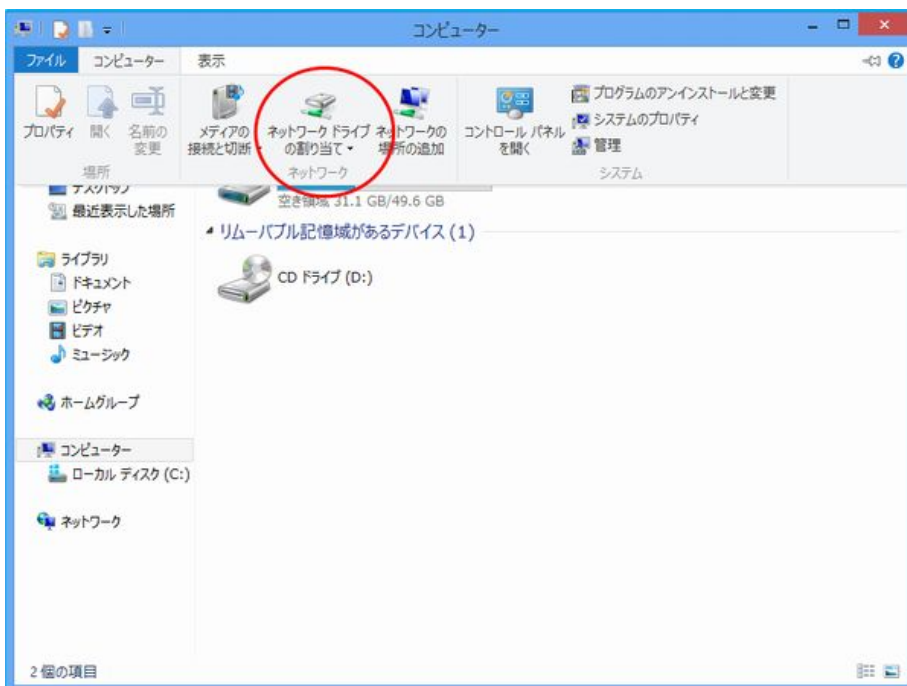 コンピューター
ファイル
コンピューター
表示
プロパティ
開く
名前の
変更
場所
メディアの
接続と切断
ネットワーク ドライブ
の割り当て
ネットワークの
場所の追加
ネットワーク
コントロール パネル
を開く
プログラムのアンインストールと変更
システムのプロパティ
管理
システム
デスクトップ
最近表示した場所
ライブラリ
ドキュメント
ピクチャ
ビデオ
ミュージック
ホームグループ
コンピューター
ローカル ディスク (C:)
ネットワーク
空き領域 31.1 GB/49.6 GB
リムーバブル記憶域があるデバイス (1)
CD ドライブ (D:)
2 個の項目